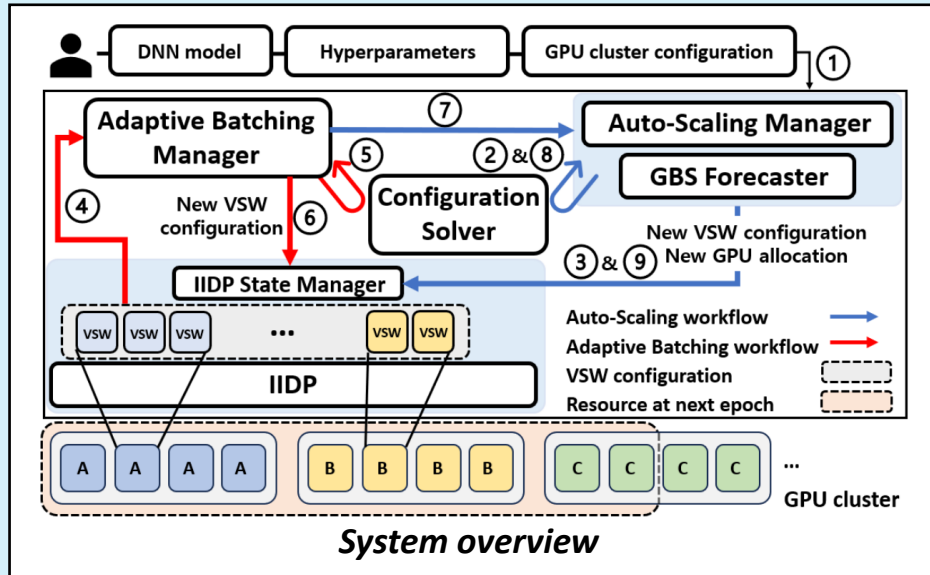 DNN model
Hyperparameters
GPU cluster configuration
1
Adaptive Batching
Manager
7
Auto-Scaling Manager
GBS Forecaster
5
2 & 8
4
New VSW
configuration
6
Configuration
Solver
New VSW configuration
New GPU allocation
3 & 9
IIDP State Manager
VSW VSW VSW ... VSW VSW
IIDP
Auto-Scaling workflow
Adaptive Batching workflow
VSW configuration
Resource at next epoch
A A A A B B B B C C C C ...
GPU cluster
System overview